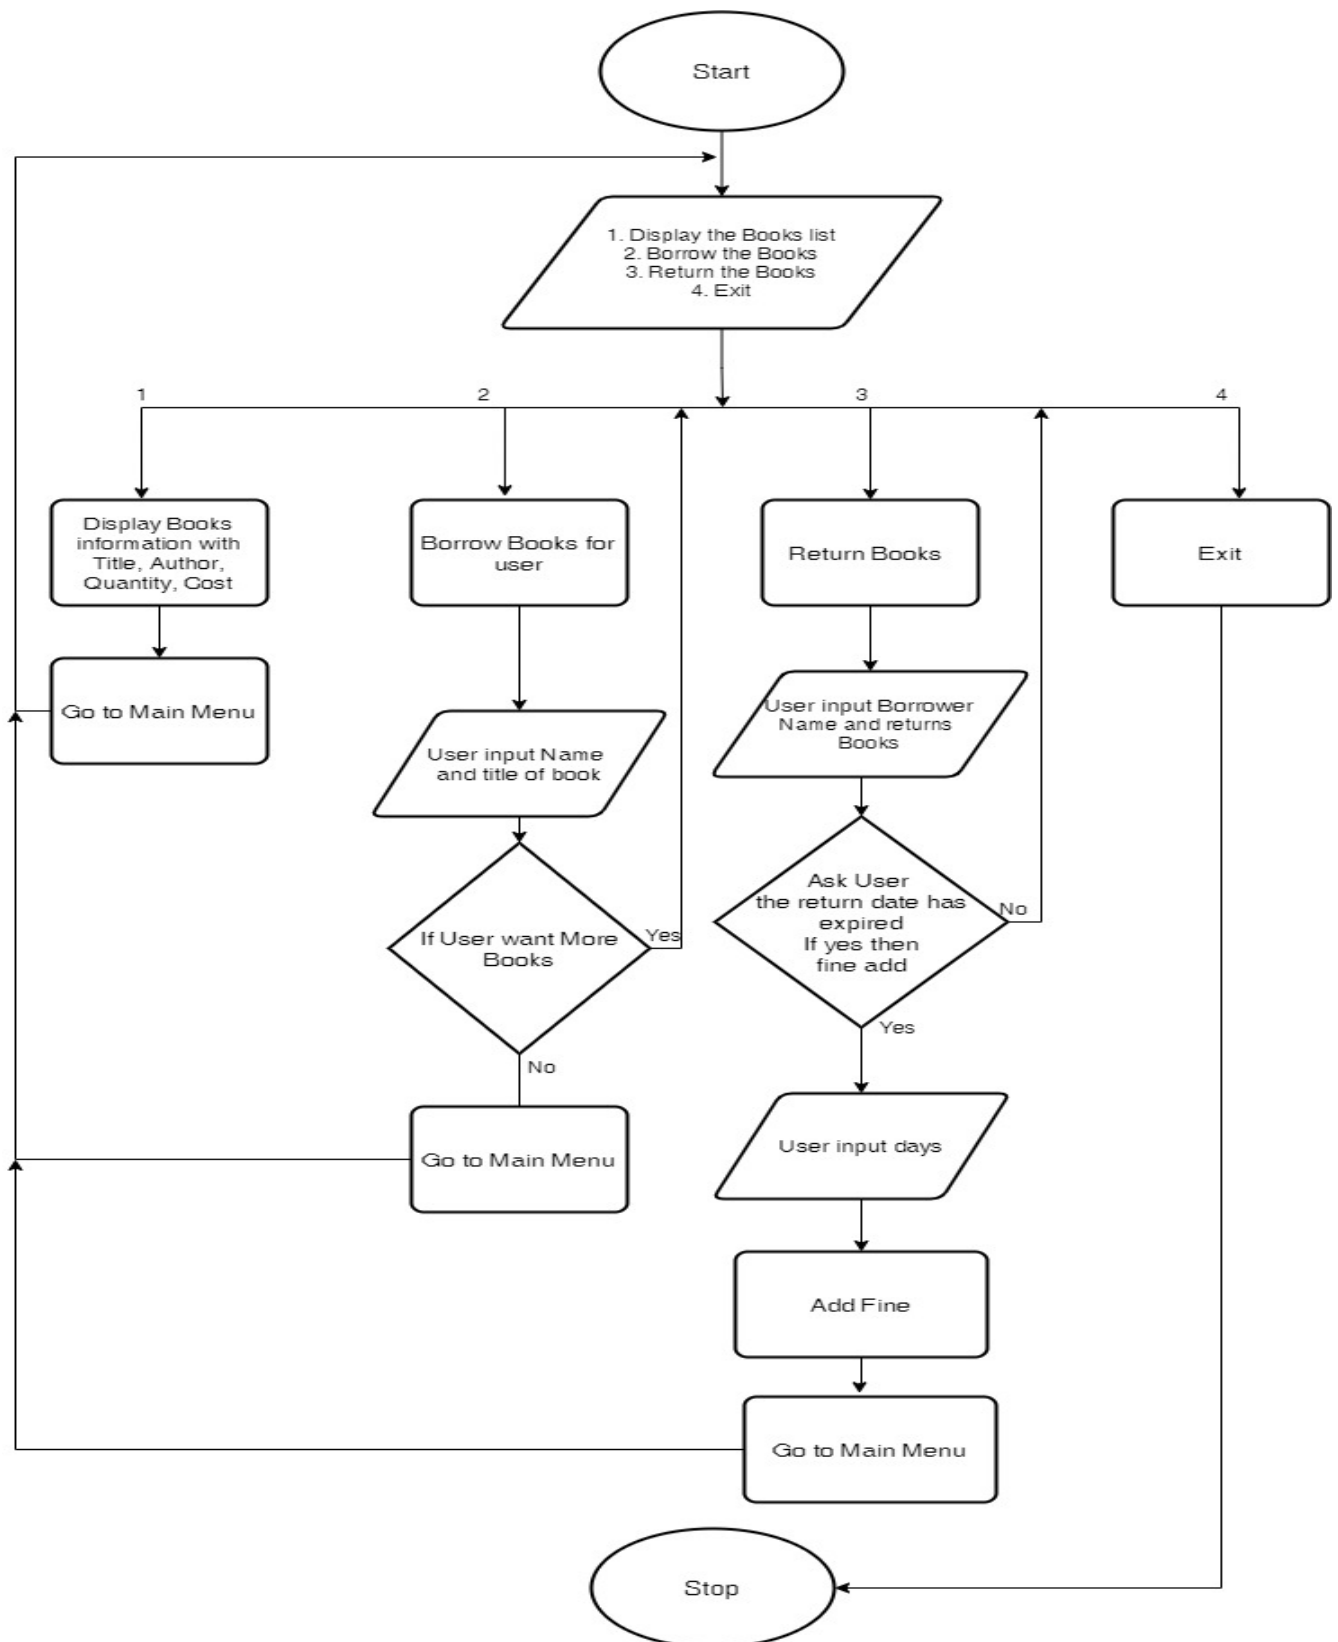 Start
1. Display the Books list
2. Borrow the Books
3. Return the Books
4. Exit
1
2
3
4
Display Books
information with
Title, Author,
Quantity, Cost
Go to Main Menu
Borrow Books for
user
User input Name
and title of book
If User want More
Books
Yes
No
Go to Main Menu
Return Books
User input Borrower
Name and returns
Books
Ask User
the return date has
expired
If yes then
fine add
No
Yes
User input days
Add Fine
Go to Main Menu
Exit
Stop